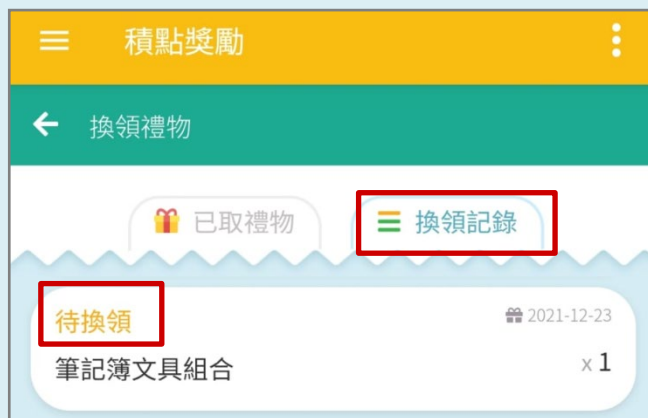 積點獎勵
換領禮物
已取禮物
換領記錄
待換領
2021-12-23
筆記簿文具組合
x 1